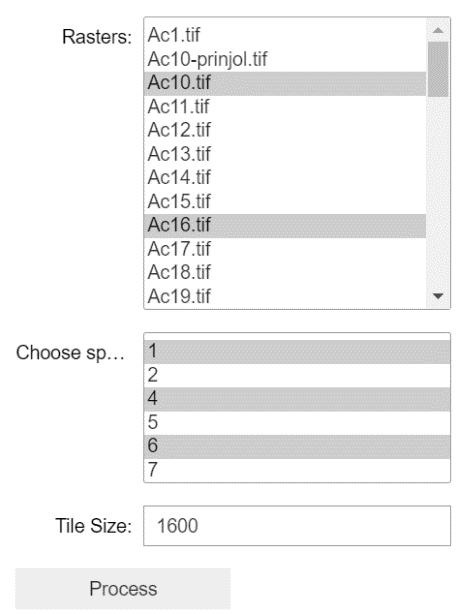 Rasters:
Ac1.tif
Ac10-prinjol.tif
Ac10.tif
Ac11.tif
Ac12.tif
Ac13.tif
Ac14.tif
Ac15.tif
Ac16.tif
Ac17.tif
Ac18.tif
Ac19.tif
Choose sp…
1
2
4
5
6
7
Tile Size: 1600
Process